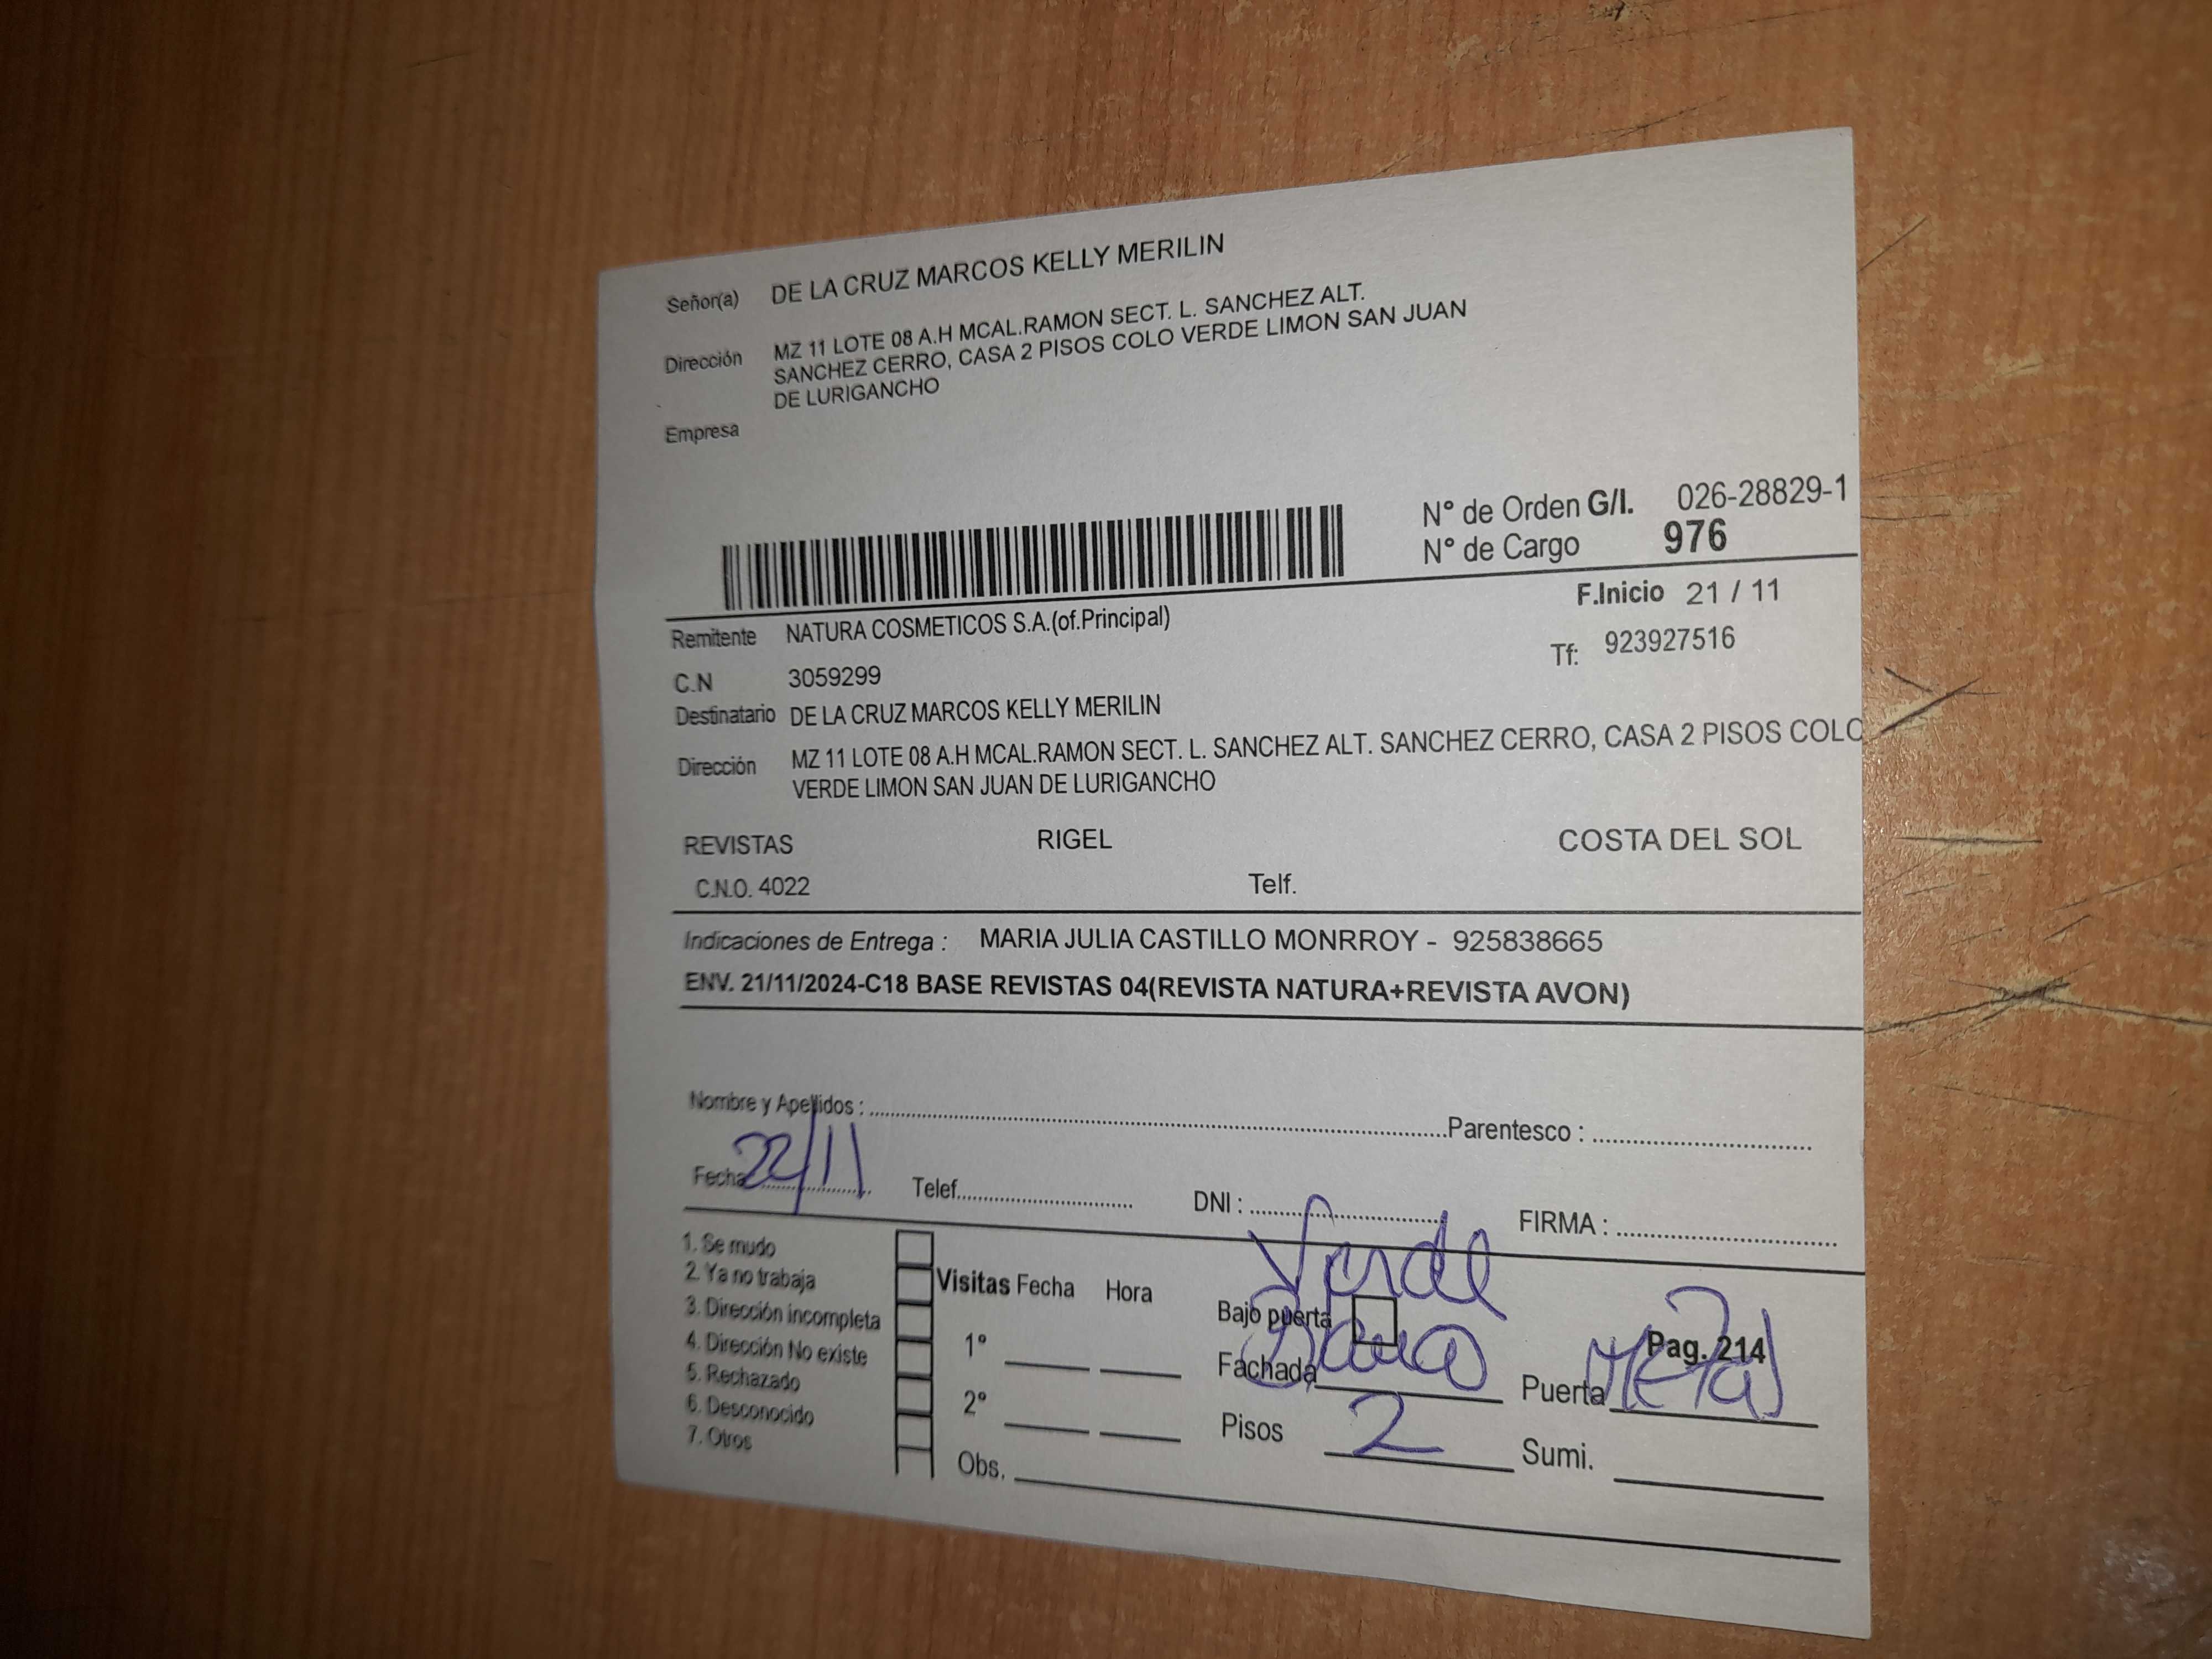 Señor(a) DE LA CRUZ MARCOS KELLY MERILIN
Dirección MZ 11 LOTE 08 A.H MCAL.RAMON SECT. L. SANCHEZ ALT.
SANCHEZ CERRO, CASA 2 PISOS COLO VERDE LIMON SAN JUAN
DE LURIGANCHO
Empresa
N° de Orden G/I. 026-28829-1
N° de Cargo 976
F.Inicio 21 / 11
Remitente NATURA COSMETICOS S.A.(of.Principal)
Tf: 923927516
C.N 3059299
Destinatario DE LA CRUZ MARCOS KELLY MERILIN
Dirección MZ 11 LOTE 08 A.H MCAL.RAMON SECT. L. SANCHEZ ALT. SANCHEZ CERRO, CASA 2 PISOS COLO
VERDE LIMON SAN JUAN DE LURIGANCHO
REVISTAS RIGEL COSTA DEL SOL
C.N.O. 4022 Telf.
Indicaciones de Entrega : MARIA JULIA CASTILLO MONRROY - 925838665
ENV. 21/11/2024-C18 BASE REVISTAS 04(REVISTA NATURA+REVISTA AVON)
Nombre y Apellidos : Parentesco :
Fecha 22/11 Telef. DNI : FIRMA :
1. Se mudo
2. Ya no trabaja
3. Dirección incompleta
4. Dirección No existe
5. Rechazado
6. Desconocido
7. Otros
Visitas Fecha Hora
1°
2°
Obs.
Verde
Bajo puerta
Fachada
Pisos 2
Pag. 214
Puerta Metal
Sumi.